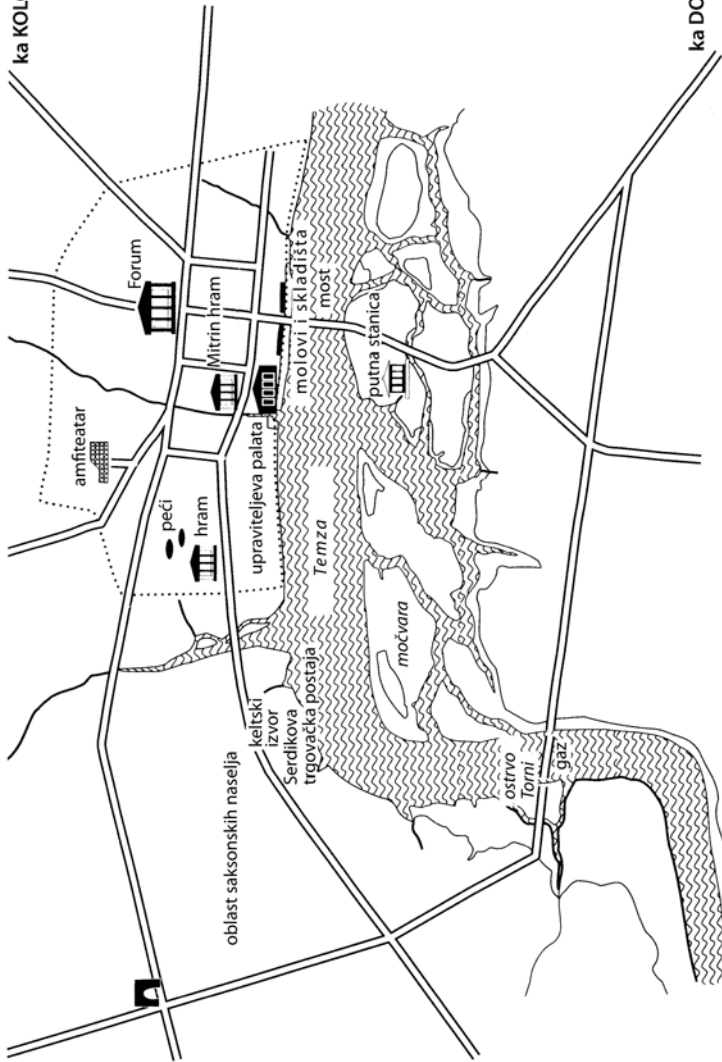 ka KOL
ka DO
Forum
amfiteatar
Mitrin hram
peći
hram
upraviteljeva palata
molovi i skladišta
most
putna stanica
Temza
močvara
keltski
izvor
Serdikova
trgovačka postaja
oblast saksonskih naselja
ostrvo
Torni
gaz